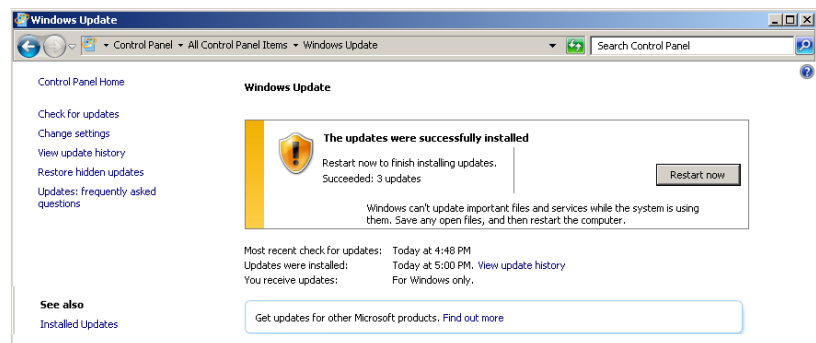 Windows Update
Control Panel All Control Panel Items Windows Update Search Control Panel
Control Panel Home
Check for updates
Change settings
View update history
Restore hidden updates
Updates: frequently asked
questions
See also
Installed Updates
Windows Update
The updates were successfully installed
Restart now to finish installing updates.
Succeeded: 3 updates
Restart now
Windows can't update important files and services while the system is using
them. Save any open files, and then restart the computer.
Most recent check for updates: Today at 4:48 PM
Updates were installed: Today at 5:00 PM. View update history
You receive updates: For Windows only.
Get updates for other Microsoft products. Find out more